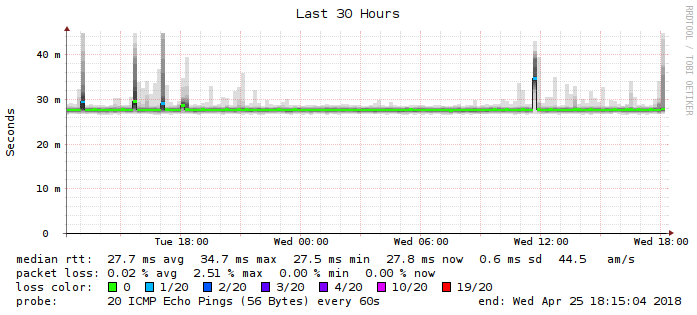 Last 30 Hours
RRDTOOL / TOBI OETIKER
Seconds
40 m
30 m
20 m
10 m
0
Tue 18:00 Wed 00:00 Wed 06:00 Wed 12:00 Wed 18:00
median rtt: 27.7 ms avg 34.7 ms max 27.5 ms min 27.8 ms now 0.6 ms sd 44.5 am/s
packet loss: 0.02 % avg 2.51 % max 0.00 % min 0.00 % now
loss color: 0 1/20 2/20 3/20 4/20 10/20 19/20
probe: 20 ICMP Echo Pings (56 Bytes) every 60s end: Wed Apr 25 18:15:04 2018